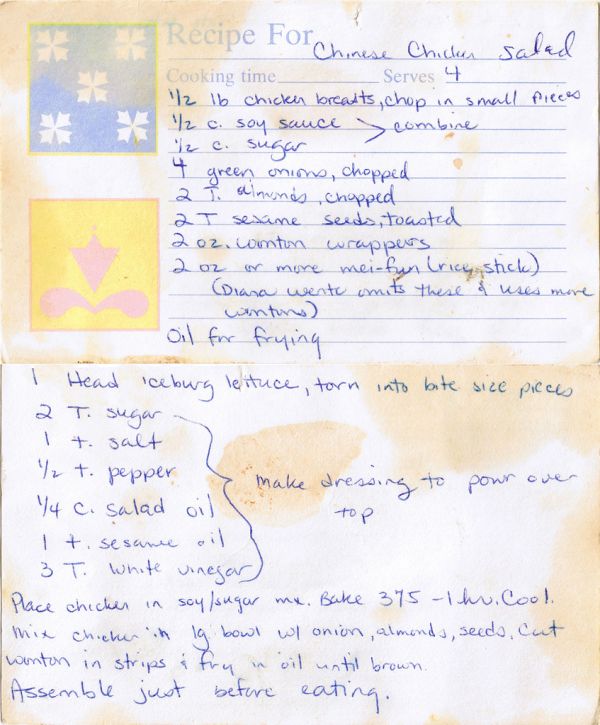 Recipe For Chinese Chicken Salad
Cooking time Serves 4
1/2 lb chicken breasts, chop in small pieces
1/2 c. soy sauce > combine
1/2 c. sugar
4 green onions, chopped
2 T. almonds, chopped
2 T sesame seeds, toasted
2 oz. wonton wrappers
2 oz or more mei-fun (rice stick)
(Diana Wente omits these & uses more
wontons)
Oil for frying
1 Head iceburg lettuce, torn into bite size pieces
2 T. sugar
1 t. salt
1/2 t. pepper
make dressing to pour over
1/4 c. salad oil
top
1 t. sesame oil
3 T. white vinegar
Place chicken in soy/sugar mx. Bake 375 - 1 hr. Cool.
Mix chicken in lg bowl w/ onion, almonds, seeds. Cut
wonton in strips & fry in oil until brown.
Assemble just before eating.